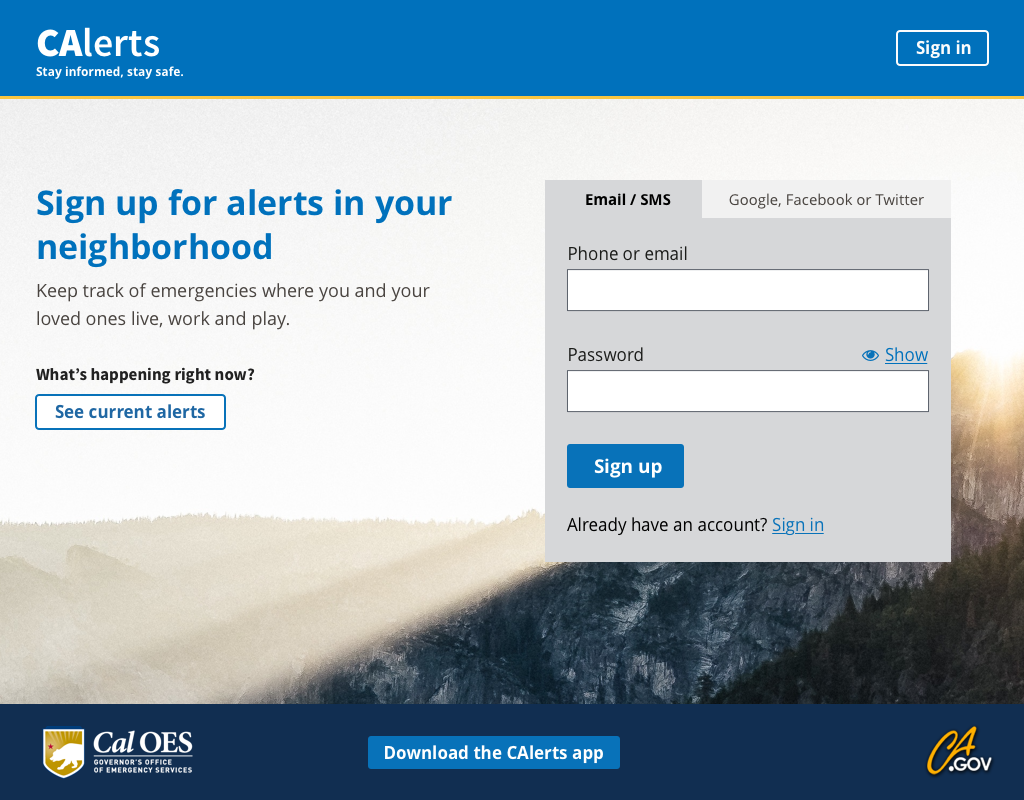 CAlerts
Stay informed, stay safe.
Sign in
Sign up for alerts in your
neighborhood
Keep track of emergencies where you and your
loved ones live, work and play.
What’s happening right now?
See current alerts
Email / SMS
Google, Facebook or Twitter
Phone or email
Password
Show
Sign up
Already have an account? Sign in
Cal OES
GOVERNOR'S OFFICE
OF EMERGENCY SERVICES
Download the CAlerts app
CA
.GOV